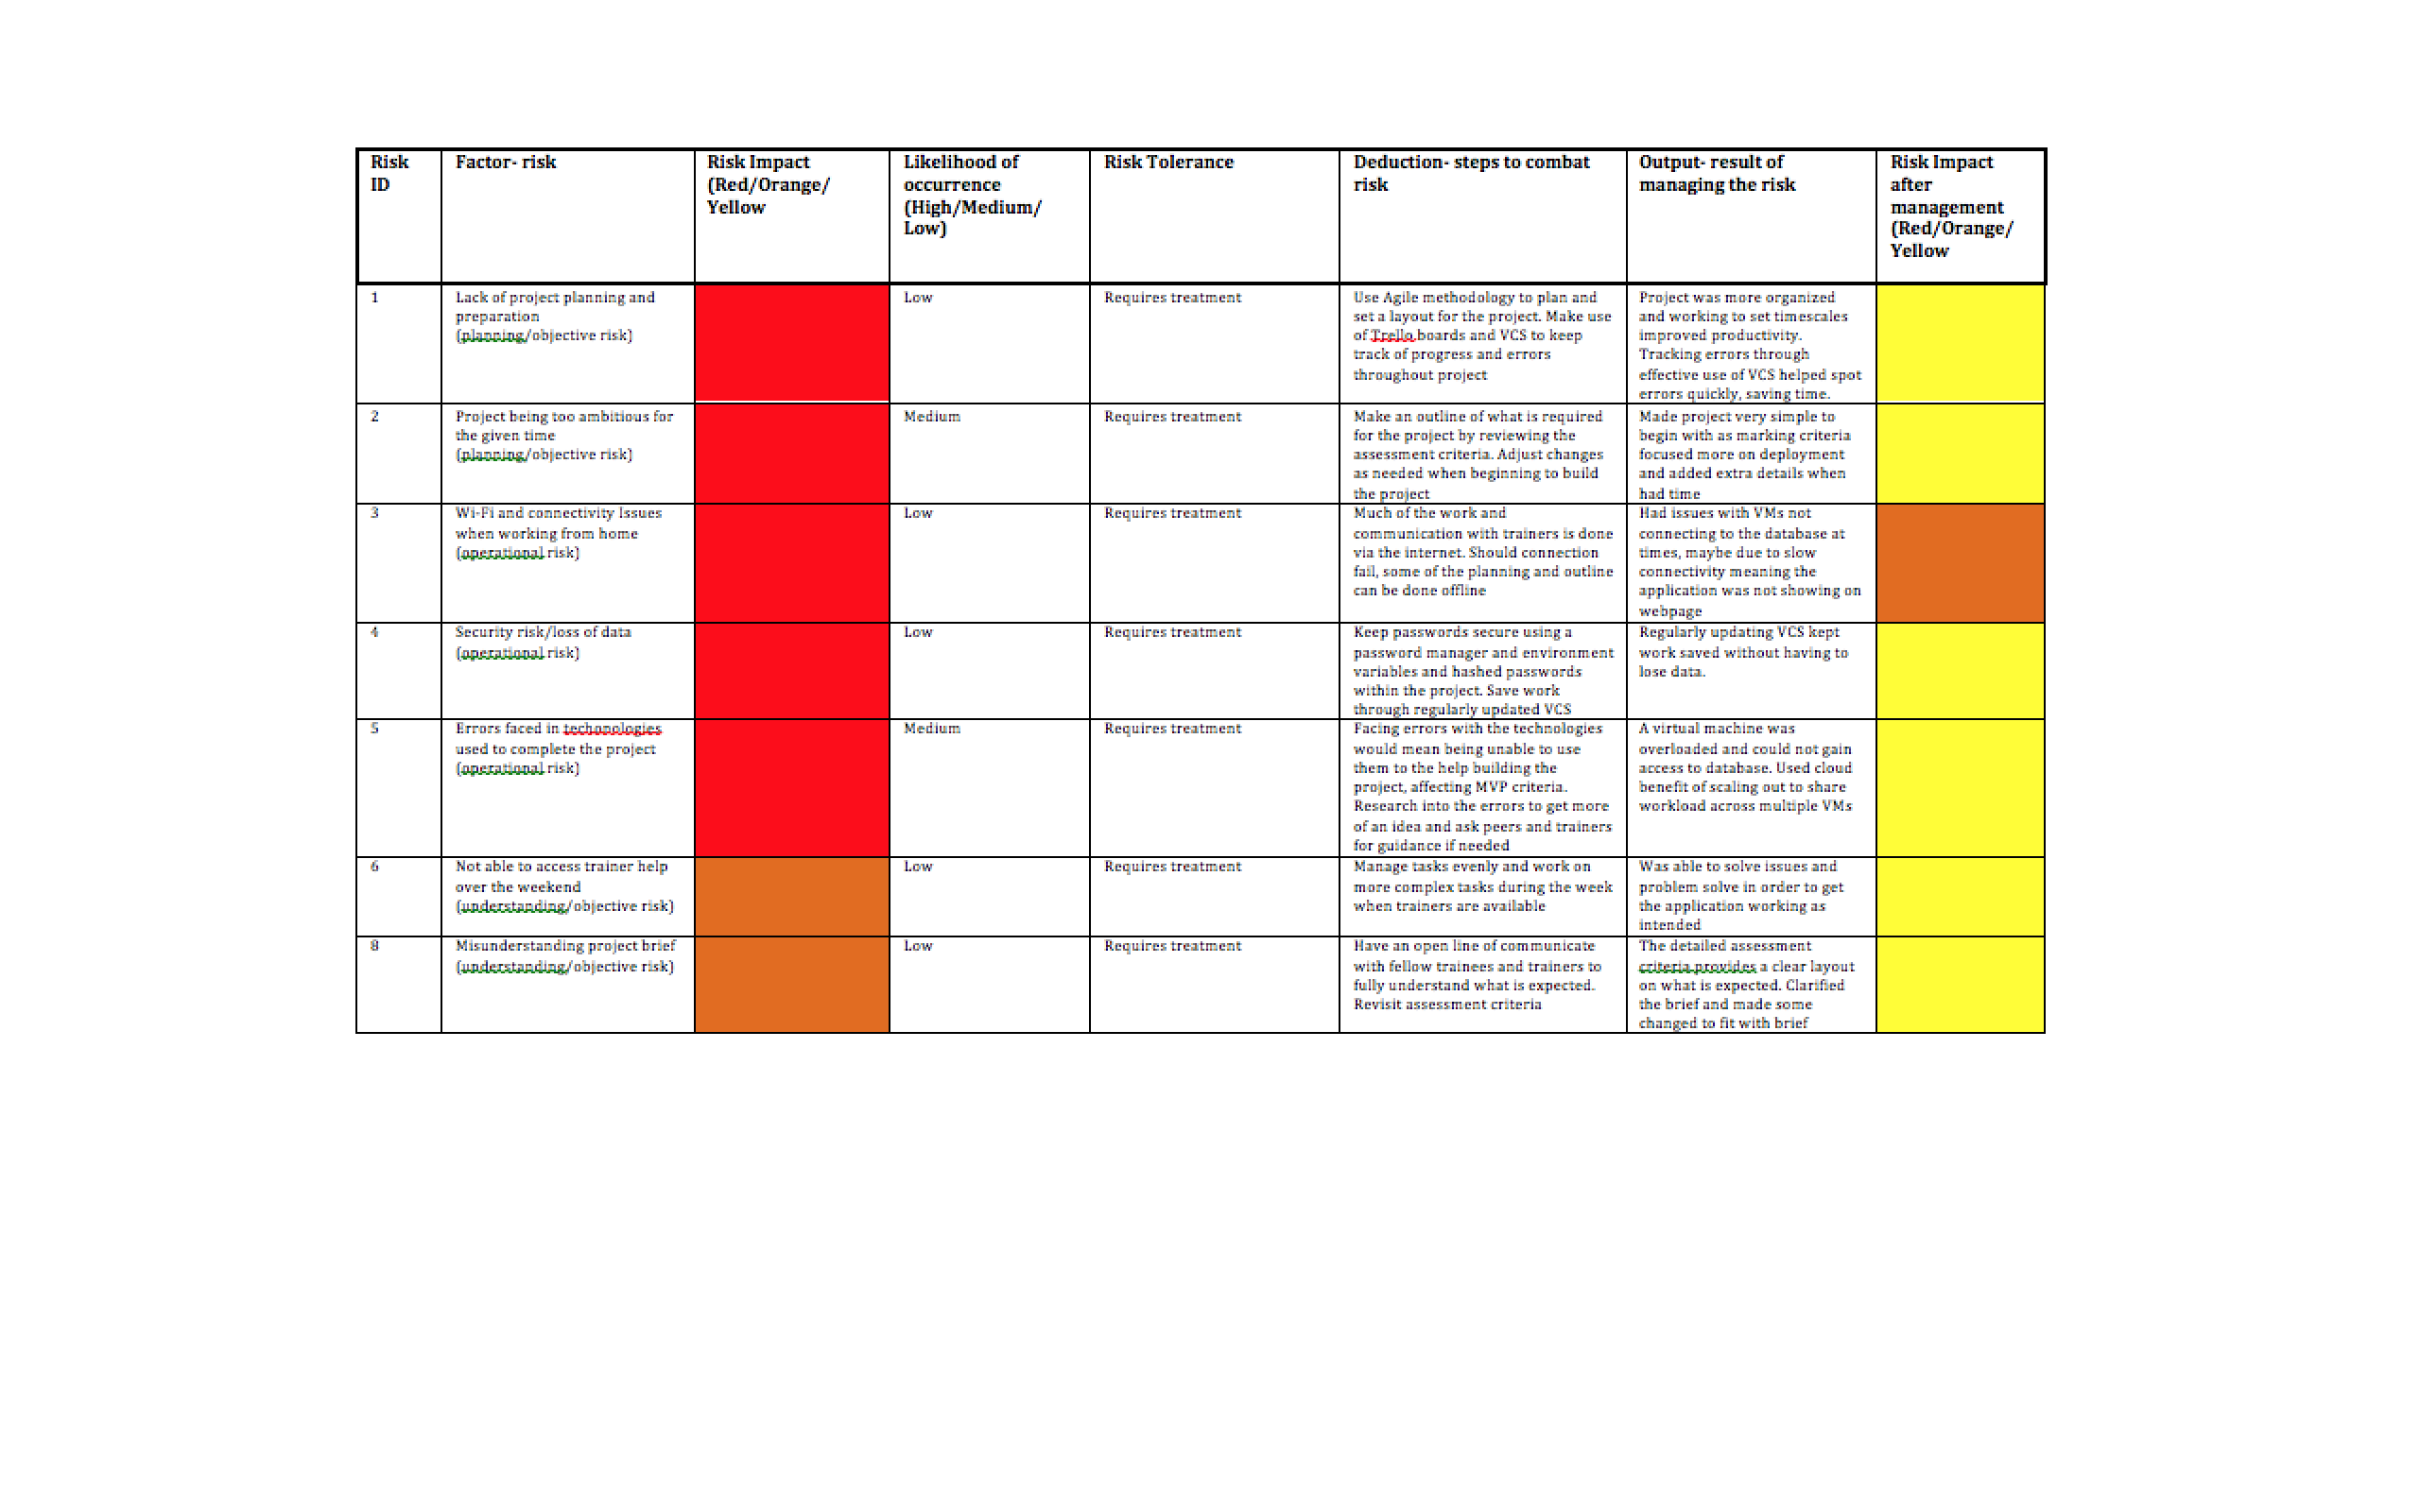 Risk
ID
Factor- risk
Risk Impact
(Red/Orange/
Yellow
Likelihood of
occurrence
(High/Medium/
Low)
Risk Tolerance
Deduction- steps to combat
risk
Output- result of
managing the risk
Risk Impact
after
management
(Red/Orange/
Yellow
1
Lack of project planning and
preparation
(planning/objective risk)
Low
Requires treatment
Use Agile methodology to plan and
set a layout for the project. Make use
of Trello boards and VCS to keep
track of progress and errors
throughout project
Project was more organized
and working to set timescales
improved productivity.
Tracking errors through
effective use of VCS helped spot
errors quickly, saving time.
2
Project being too ambitious for
the given time
(planning/objective risk)
Medium
Requires treatment
Make an outline of what is required
for the project by reviewing the
assessment criteria. Adjust changes
as needed when beginning to build
the project
Made project very simple to
begin with as marking criteria
focused more on deployment
and added extra details when
had time
3
Wi-Fi and connectivity Issues
when working from home
(operational risk)
Low
Requires treatment
Much of the work and
communication with trainers is done
via the internet. Should connection
fail, some of the planning and outline
can be done offline
Had issues with VMs not
connecting to the database at
times, maybe due to slow
connectivity meaning the
application was not showing on
webpage
4
Security risk/loss of data
(operational risk)
Low
Requires treatment
Keep passwords secure using a
password manager and environment
variables and hashed passwords
within the project. Save work
through regularly updated VCS
Regularly updating VCS kept
work saved without having to
lose data.
5
Errors faced in techonologies
used to complete the project
(operational risk)
Medium
Requires treatment
Facing errors with the technologies
would mean being unable to use
them to the help building the
project, affecting MVP criteria.
Research into the errors to get more
of an idea and ask peers and trainers
for guidance if needed
A virtual machine was
overloaded and could not gain
access to database. Used cloud
benefit of scaling out to share
workload across multiple VMs
6
Not able to access trainer help
over the weekend
(understanding/objective risk)
Low
Requires treatment
Manage tasks evenly and work on
more complex tasks during the week
when trainers are available
Was able to solve issues and
problem solve in order to get
the application working as
intended
8
Misunderstanding project brief
(understanding/objective risk)
Low
Requires treatment
Have an open line of communicate
with fellow trainees and trainers to
fully understand what is expected.
Revisit assessment criteria
The detailed assessment
criteria provides a clear layout
on what is expected. Clarified
the brief and made some
changed to fit with brief